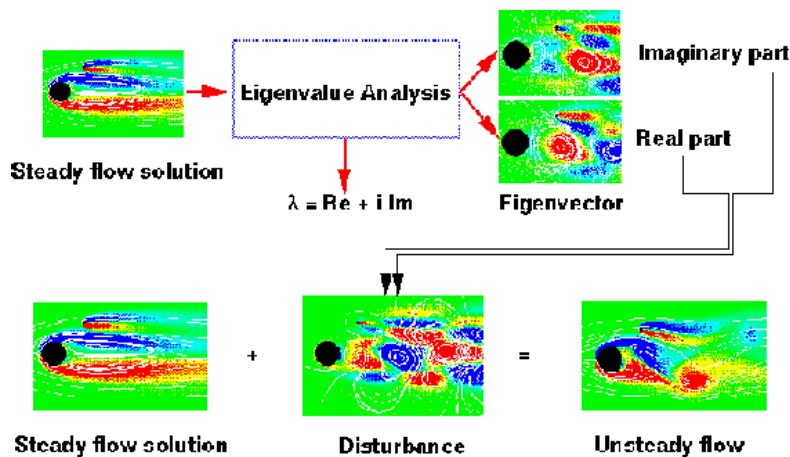 Imaginary part
Eigenvalue Analysis
Real part
Steady flow solution
λ = Re + i Im
Eigenvector
+
=
Steady flow solution
Disturbance
Unsteady flow